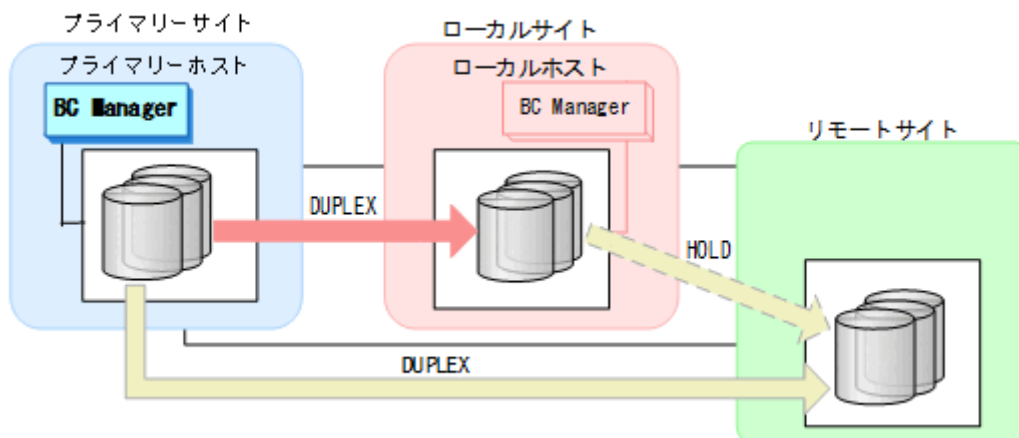 プライマリーサイト
プライマリーホスト
BC Manager
ローカルサイト
ローカルホスト
BC Manager
リモートサイト
DUPLEX
HOLD
DUPLEX